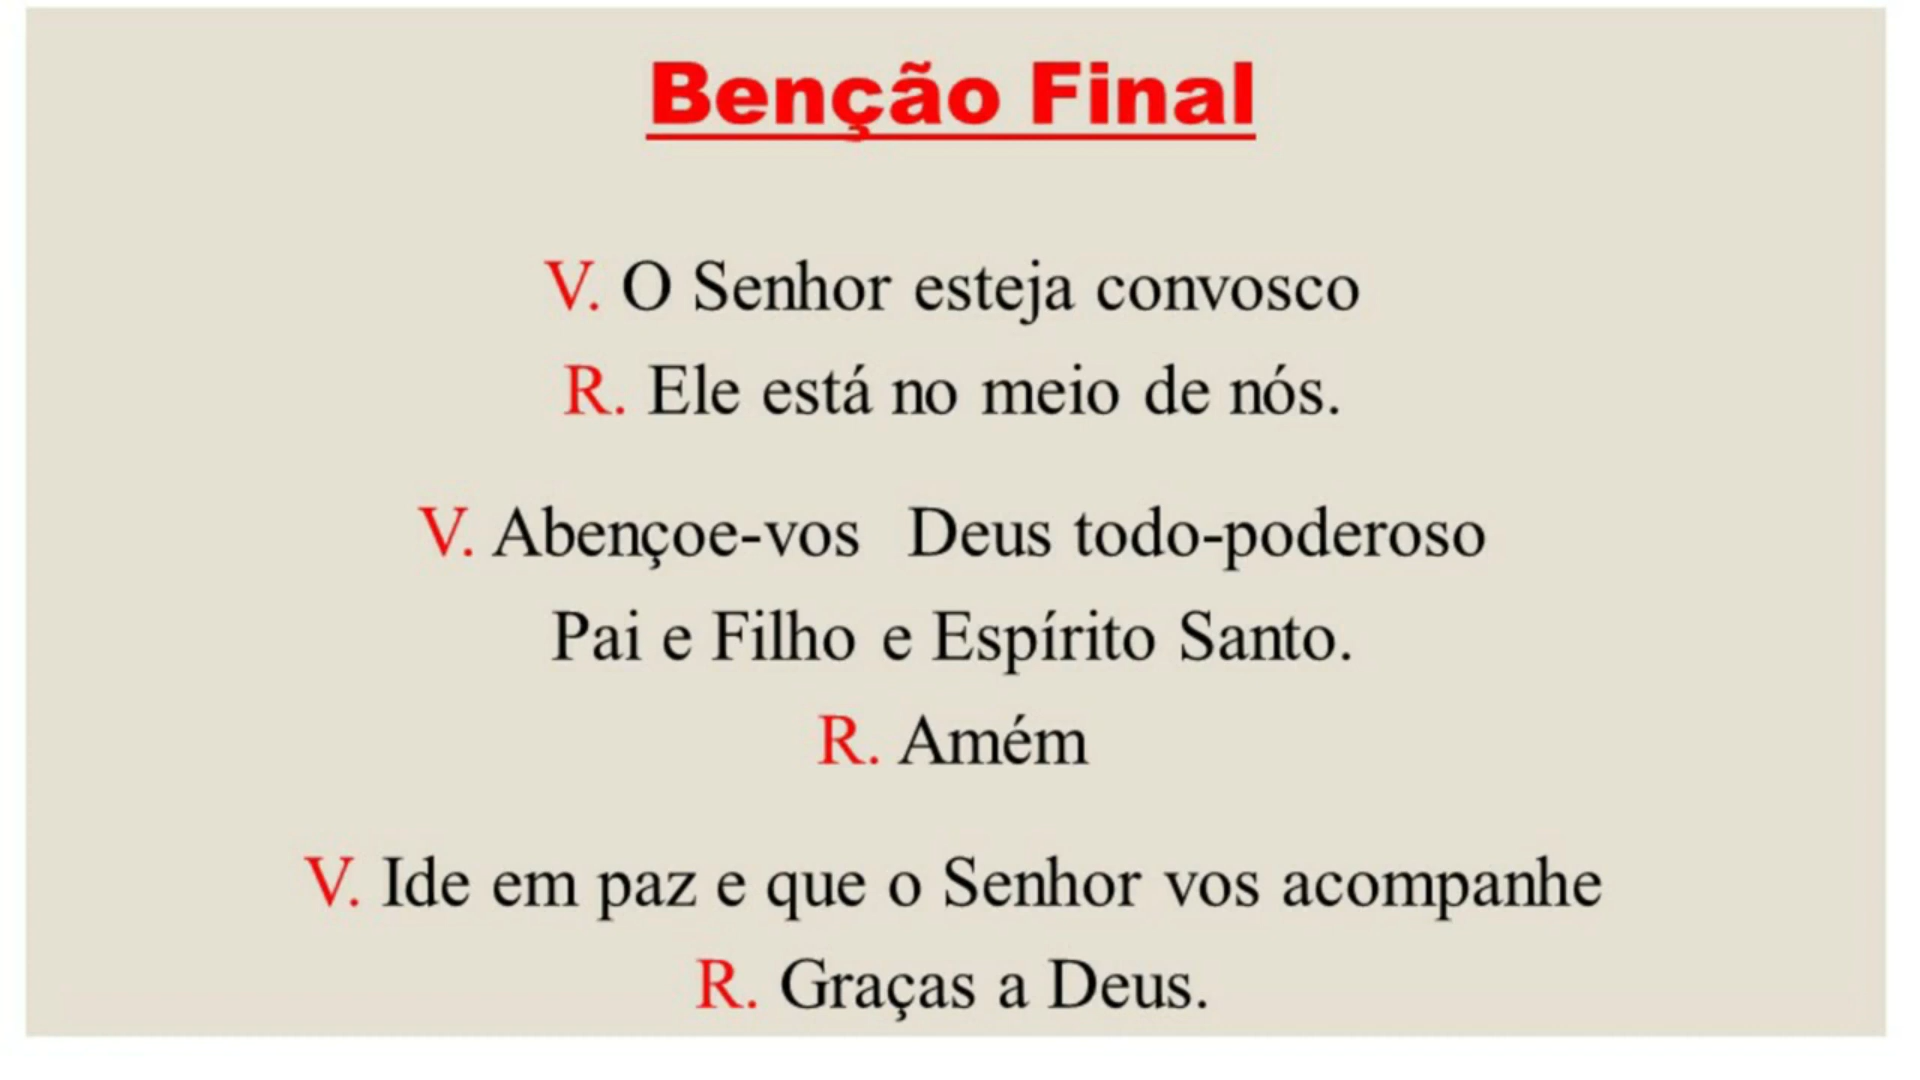 Benção Final
V. O Senhor esteja convosco
R. Ele está no meio de nós.
V. Abençoe-vos Deus todo-poderoso
Pai e Filho e Espírito Santo.
R. Amém
V. Ide em paz e que o Senhor vos acompanhe
R. Graças a Deus.